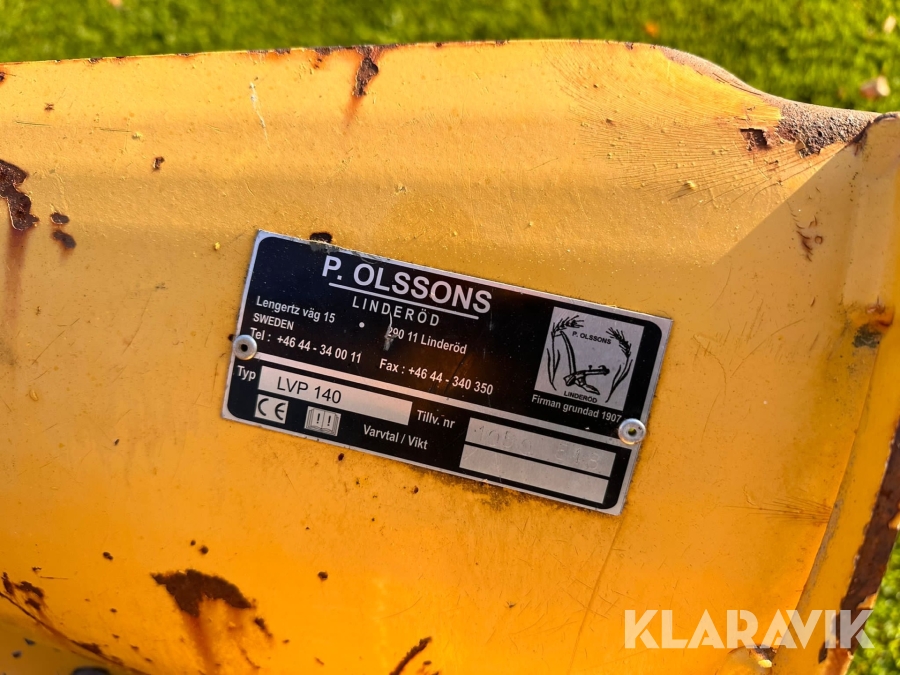 P. OLSSONS
LINDERÖD
Lengertz väg 15 • 290 11 Linderöd
SWEDEN
Tel : +46 44 - 34 00 11 Fax : +46 44 - 340 350
P. OLSSONS
LINDERÖD
Firman grundad 1907
Typ LVP 140
CE
Tillv. nr
Varvtal / Vikt
KLARAVIK